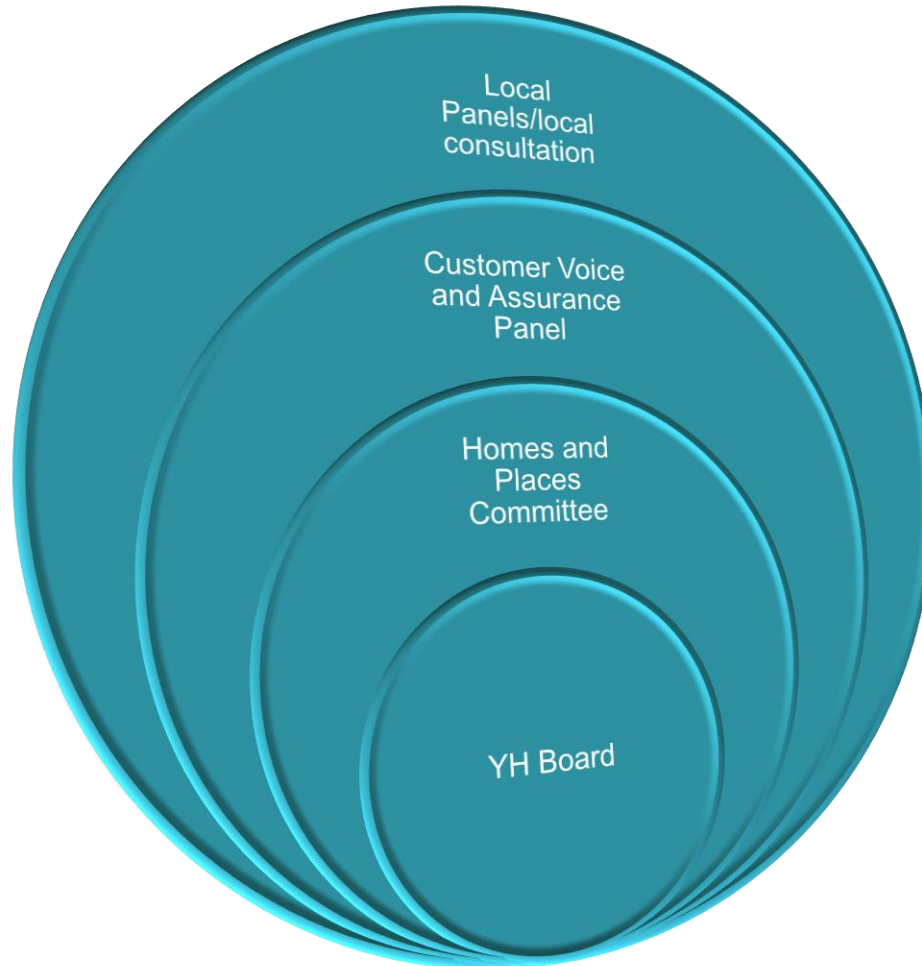 Local
Panels/local
consultation
Customer Voice
and Assurance
Panel
Homes and
Places
Committee
YH Board